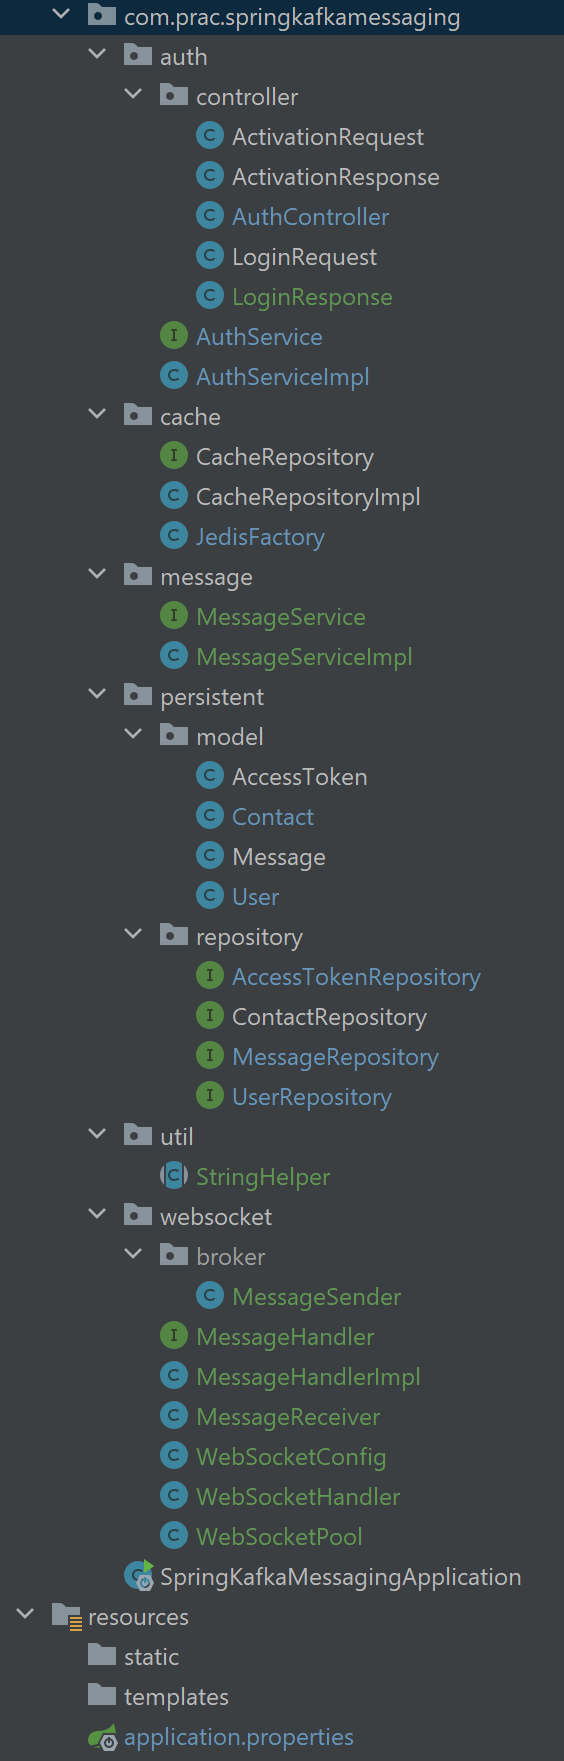 com.prac.springkafkamessaging
auth
controller
ActivationRequest
ActivationResponse
AuthController
LoginRequest
LoginResponse
AuthService
AuthServiceImpl
cache
CacheRepository
CacheRepositoryImpl
JedisFactory
message
MessageService
MessageServiceImpl
persistent
model
AccessToken
Contact
Message
User
repository
AccessTokenRepository
ContactRepository
MessageRepository
UserRepository
util
StringHelper
websocket
broker
MessageSender
MessageHandler
MessageHandlerImpl
MessageReceiver
WebSocketConfig
WebSocketHandler
WebSocketPool
SpringKafkaMessagingApplication
resources
static
templates
application.properties